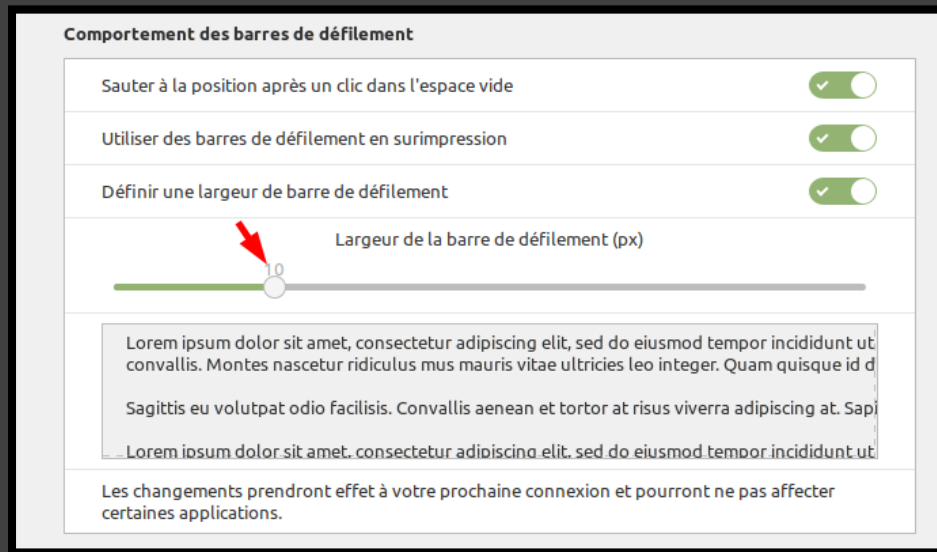 Comportement des barres de défilement
Sauter à la position après un clic dans l'espace vide
Utiliser des barres de défilement en surimpression
Définir une largeur de barre de défilement
Largeur de la barre de défilement (px)
10
Lorem ipsum dolor sit amet, consectetur adipiscing elit, sed do eiusmod tempor incididunt ut
convallis. Montes nascetur ridiculus mus mauris vitae ultricies leo integer. Quam quisque id d
Sagittis eu volutpat odio facilisis. Convallis aenean et tortor at risus viverra adipiscing at. Sapi
Lorem ipsum dolor sit amet, consectetur adipiscing elit, sed do eiusmod tempor incididunt ut
Les changements prendront effet à votre prochaine connexion et pourront ne pas affecter
certaines applications.